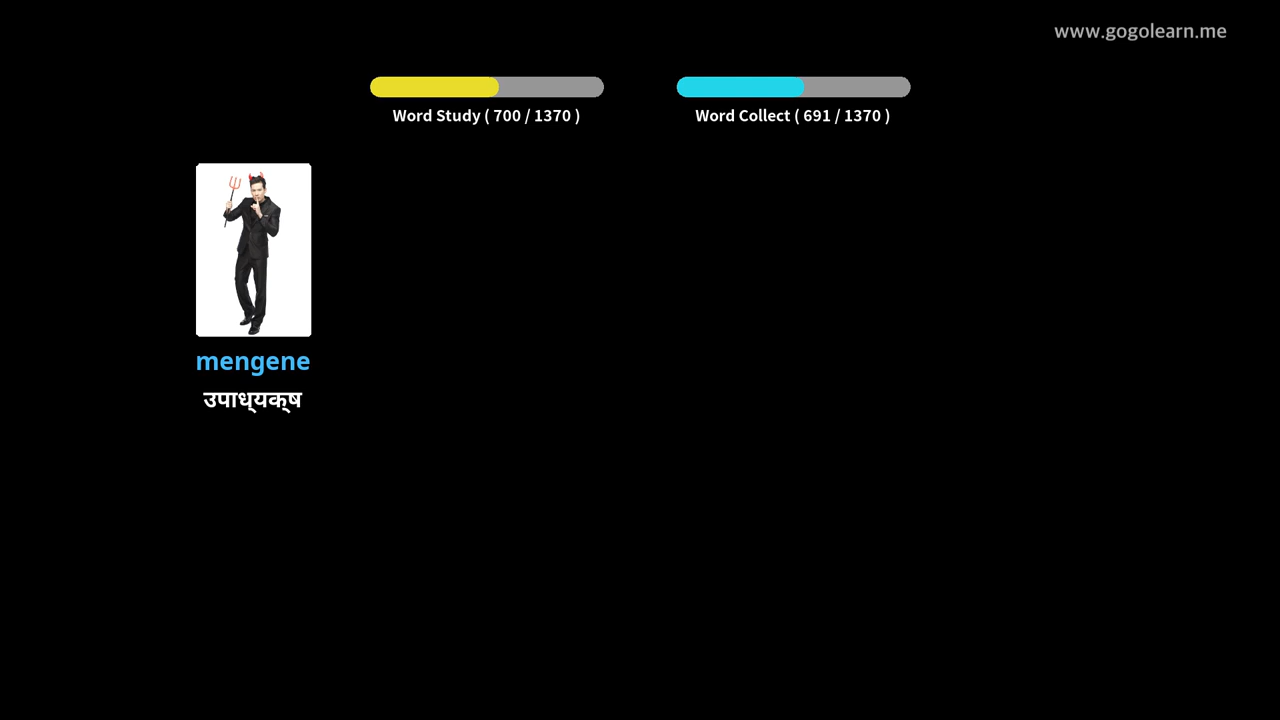 www.gogolearn.me
Word Study ( 700 / 1370 )
Word Collect ( 691 / 1370 )
mengene
उपाध्यक्ष